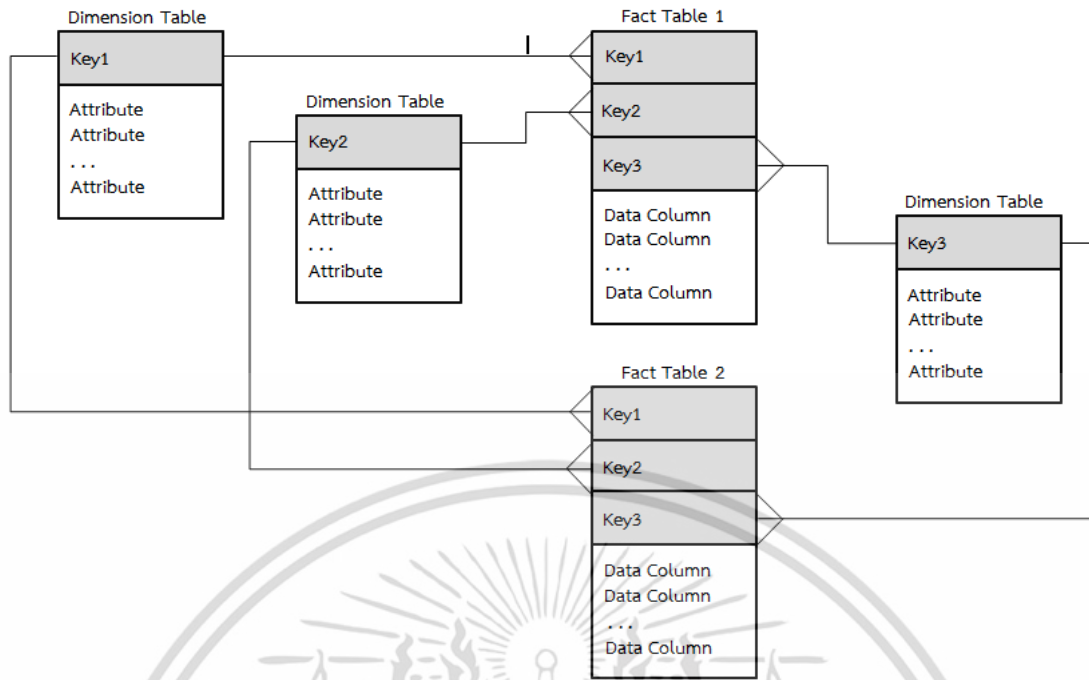 Dimension Table
Key1
Attribute
Attribute
...
Attribute
Dimension Table
Key2
Attribute
Attribute
...
Attribute
Fact Table 1
Key1
Key2
Key3
Data Column
Data Column
...
Data Column
Dimension Table
Key3
Attribute
Attribute
...
Attribute
Fact Table 2
Key1
Key2
Key3
Data Column
Data Column
...
Data Column